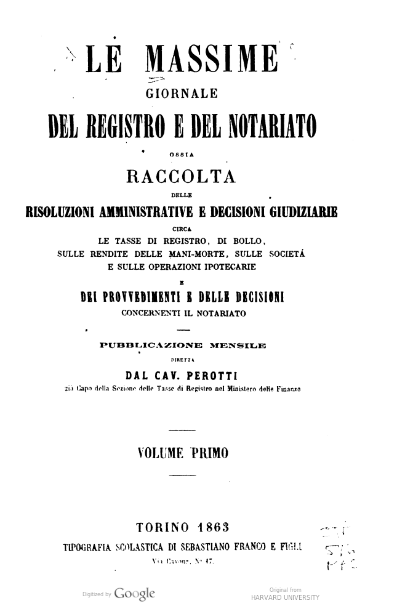 LE MASSIME
GIORNALE
DEL REGISTRO E DEL NOTARIATO
OSSIA
RACCOLTA
DELLE
RISOLUZIONI AMMINISTRATIVE E DECISIONI GIUDIZIARIE
CIRCA
LE TASSE DI REGISTRO, DI BOLLO,
SULLE RENDITE DELLE MANI-MORTE, SULLE SOCIETÁ
E SULLE OPERAZIONI IPOTECARIE
E
DEI PROVVEDIMENTI E DELLE DECISIONI
CONCERNENTI IL NOTARIATO
PUBBLICAZIONE MENSILE
DIRETTA
DAL CAV. PEROTTI
già Capo della Sezione delle Tasse di Registro nel Ministero delle Finanze
VOLUME PRIMO
TORINO 1863
TIPOGRAFIA SCOLASTICA DI SEBASTIANO FRANCO E FIGLI
Via Cavour, N° 17.
Digitized by Google
Original from
HARVARD UNIVERSITY